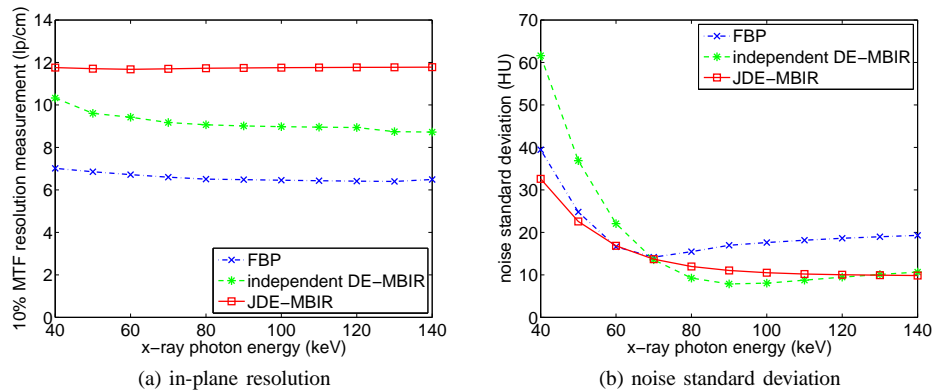 14
12
10
8
6
4
2
0
10% MTF resolution measurement (lp/cm)
FBP
independent DE−MBIR
JDE−MBIR
40 60 80 100 120 140
x−ray photon energy (keV)
(a) in-plane resolution
70
60
50
40
30
20
10
0
noise standard deviation (HU)
FBP
independent DE−MBIR
JDE−MBIR
40 60 80 100 120 140
x−ray photon energy (keV)
(b) noise standard deviation